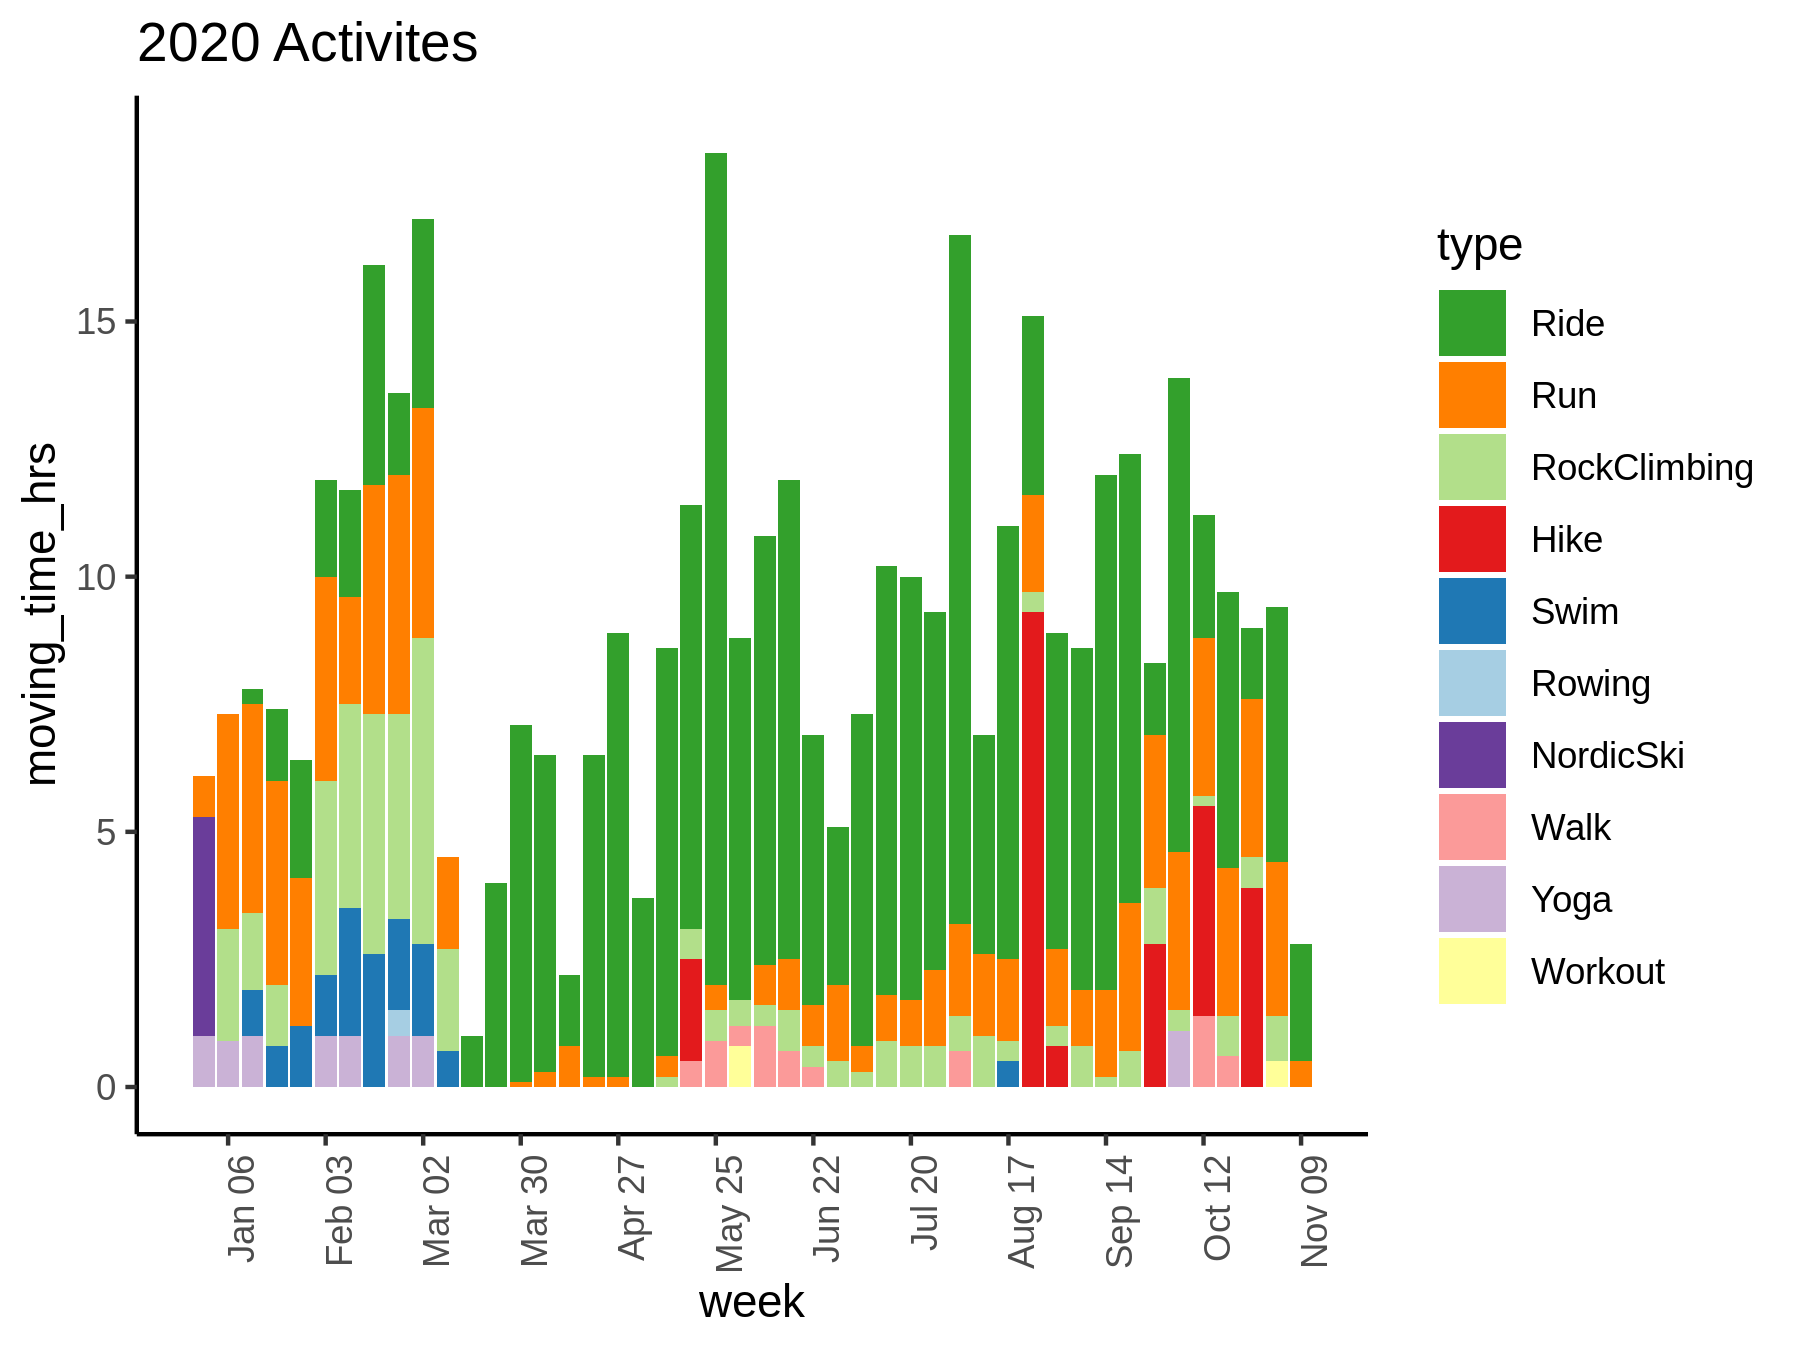 2020 Activites
moving_time_hrs
15
10
5
0
Jan 06
Feb 03
Mar 02
Mar 30
Apr 27
May 25
Jun 22
Jul 20
Aug 17
Sep 14
Oct 12
Nov 09
week
type
Ride
Run
RockClimbing
Hike
Swim
Rowing
NordicSki
Walk
Yoga
Workout